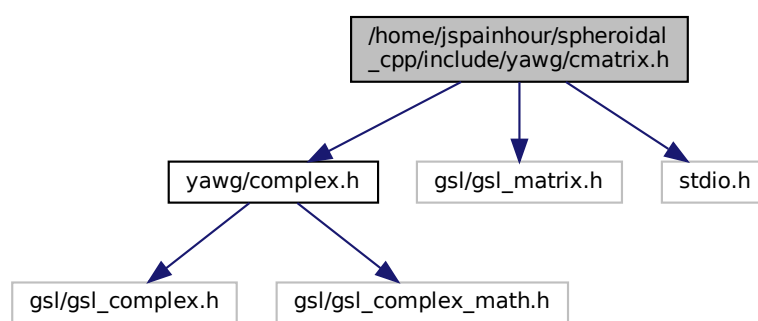 /home/jspainhour/spheroidal
_cpp/include/yawg/cmatrix.h
yawg/complex.h
gsl/gsl_matrix.h
stdio.h
gsl/gsl_complex.h
gsl/gsl_complex_math.h